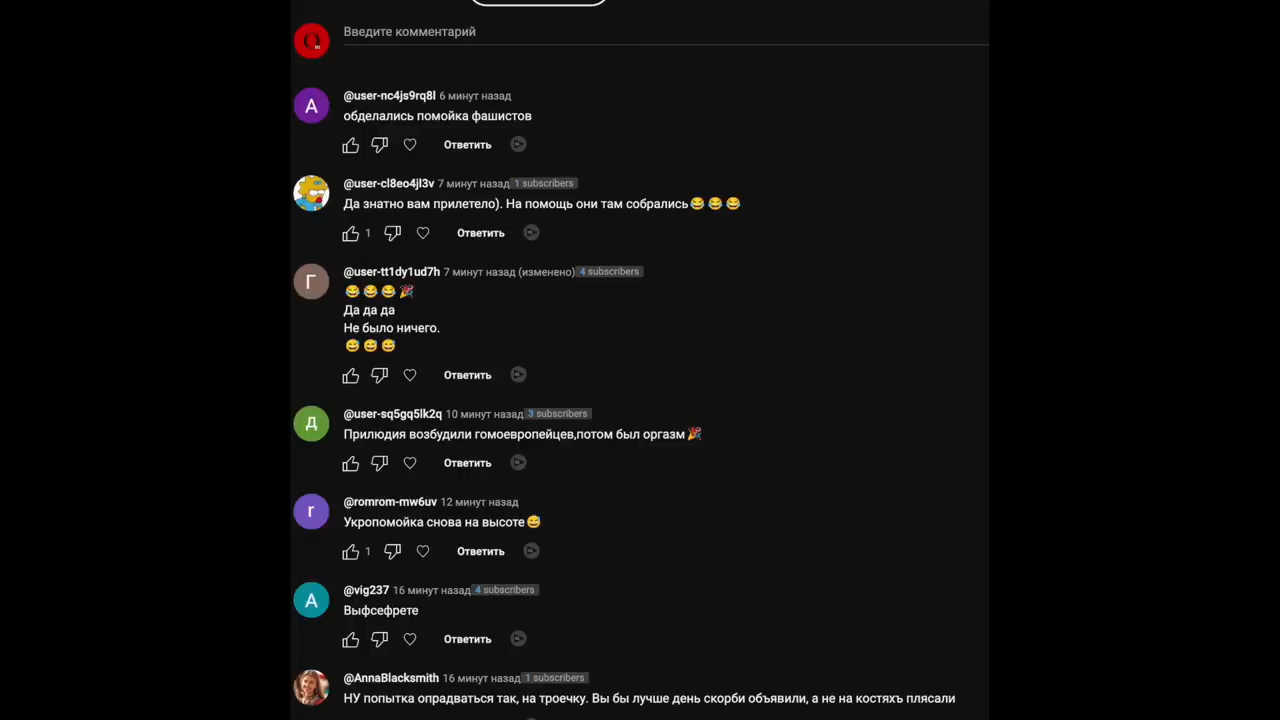 Введите комментарий
@user-nc4js9rq8l 6 минут назад
обделались помойка фашистов
Ответить
@user-cl8eo4jl3v 7 минут назад 1 subscribers
Да знатно вам прилетело). На помощь они там собрались😂😂😂
1 Ответить
@user-tt1dy1ud7h 7 минут назад (изменено) 4 subscribers
😂😂😂🎉
Да да да
Не было ничего.
😅😅😅
Ответить
@user-sq5gq5lk2q 10 минут назад 3 subscribers
Прилюдия возбудили гомоевропейцев,потом был оргазм🎉
Ответить
@romrom-mw6uv 12 минут назад
Укропомойка снова на высоте😅
1 Ответить
@vig237 16 минут назад 4 subscribers
Выфсефрете
Ответить
@AnnaBlacksmith 16 минут назад 1 subscribers
НУ попытка опрадваться так, на троечку. Вы бы лучше день скорби объявили, а не на костяхъ плясали